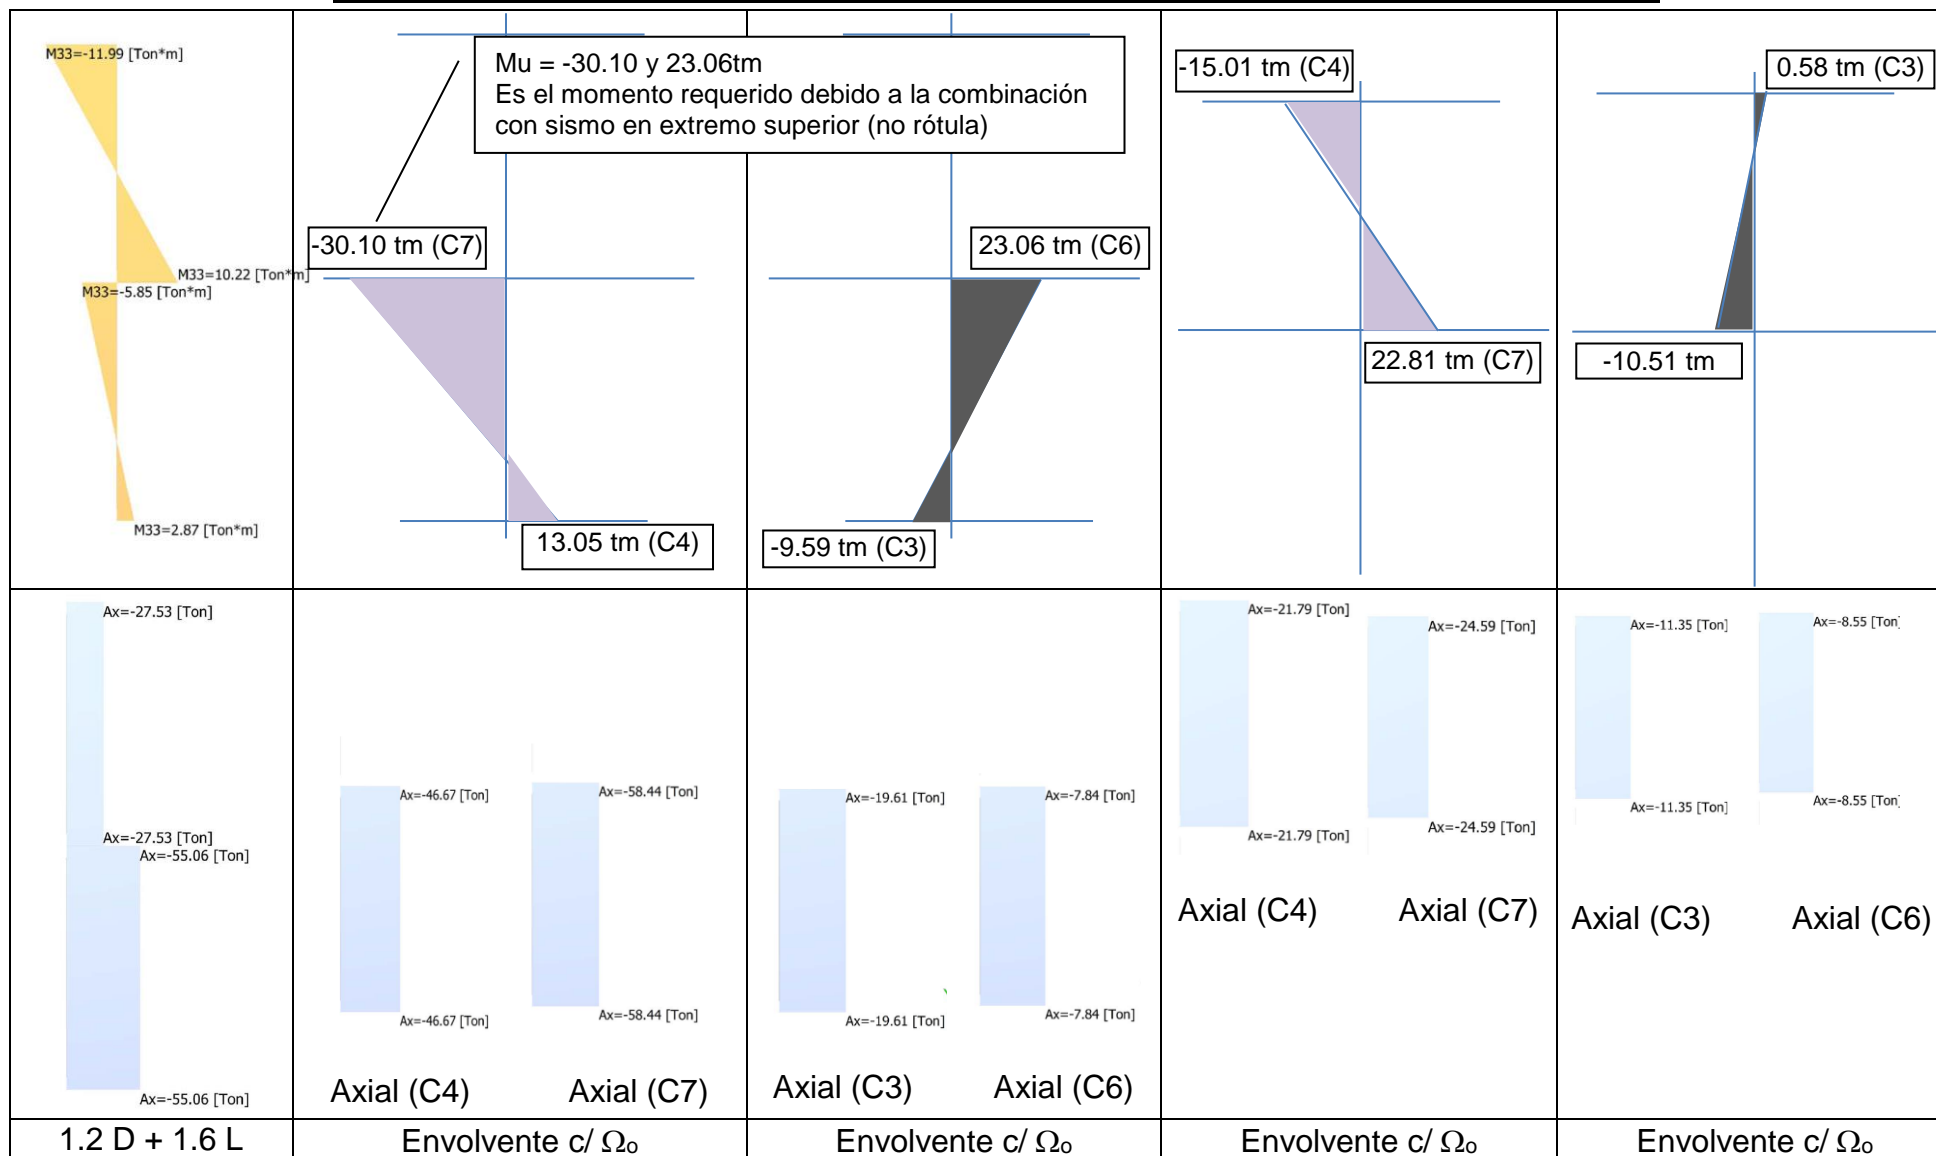 M33=-11.99 [Ton*m]
M33=10.22 [Ton*m]
M33=-5.85 [Ton*m]
M33=2.87 [Ton*m]
Mu = -30.10 y 23.06tm
Es el momento requerido debido a la combinación
con sismo en extremo superior (no rótula)
-30.10 tm (C7)
13.05 tm (C4)
23.06 tm (C6)
-9.59 tm (C3)
-15.01 tm (C4)
22.81 tm (C7)
0.58 tm (C3)
-10.51 tm
Ax=-27.53 [Ton]
Ax=-27.53 [Ton]
Ax=-55.06 [Ton]
Ax=-55.06 [Ton]
Ax=-46.67 [Ton]
Ax=-46.67 [Ton]
Axial (C4)
Ax=-58.44 [Ton]
Ax=-58.44 [Ton]
Axial (C7)
Ax=-19.61 [Ton]
Ax=-19.61 [Ton]
Axial (C3)
Ax=-7.84 [Ton]
Ax=-7.84 [Ton]
Axial (C6)
Ax=-21.79 [Ton]
Ax=-21.79 [Ton]
Axial (C4)
Ax=-24.59 [Ton]
Ax=-24.59 [Ton]
Axial (C7)
Ax=-11.35 [Ton]
Ax=-11.35 [Ton]
Axial (C3)
Ax=-8.55 [Ton]
Ax=-8.55 [Ton]
Axial (C6)
1.2 D + 1.6 L
Envolvente c/ Ωo
Envolvente c/ Ωo
Envolvente c/ Ωo
Envolvente c/ Ωo